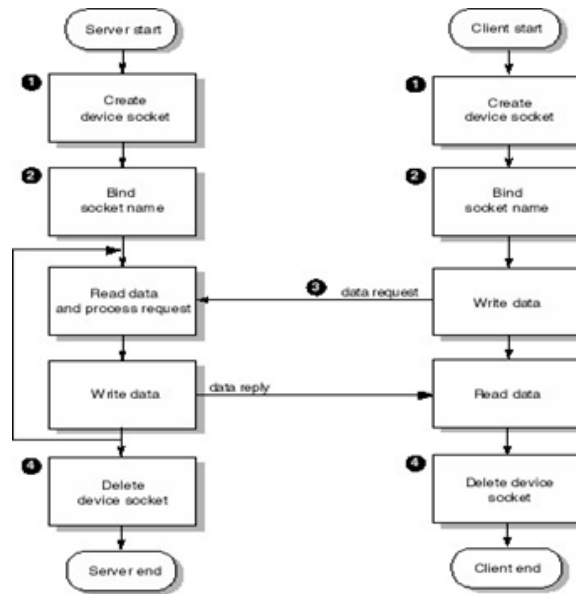 Server start
1
Create
device socket
2
Bind
socket name
Read data
and process request
Write data
4
Delete
device socket
Server end
3
data request
data reply
Client start
1
Create
device socket
2
Bind
socket name
Write data
Read data
4
Delete device
socket
Client end